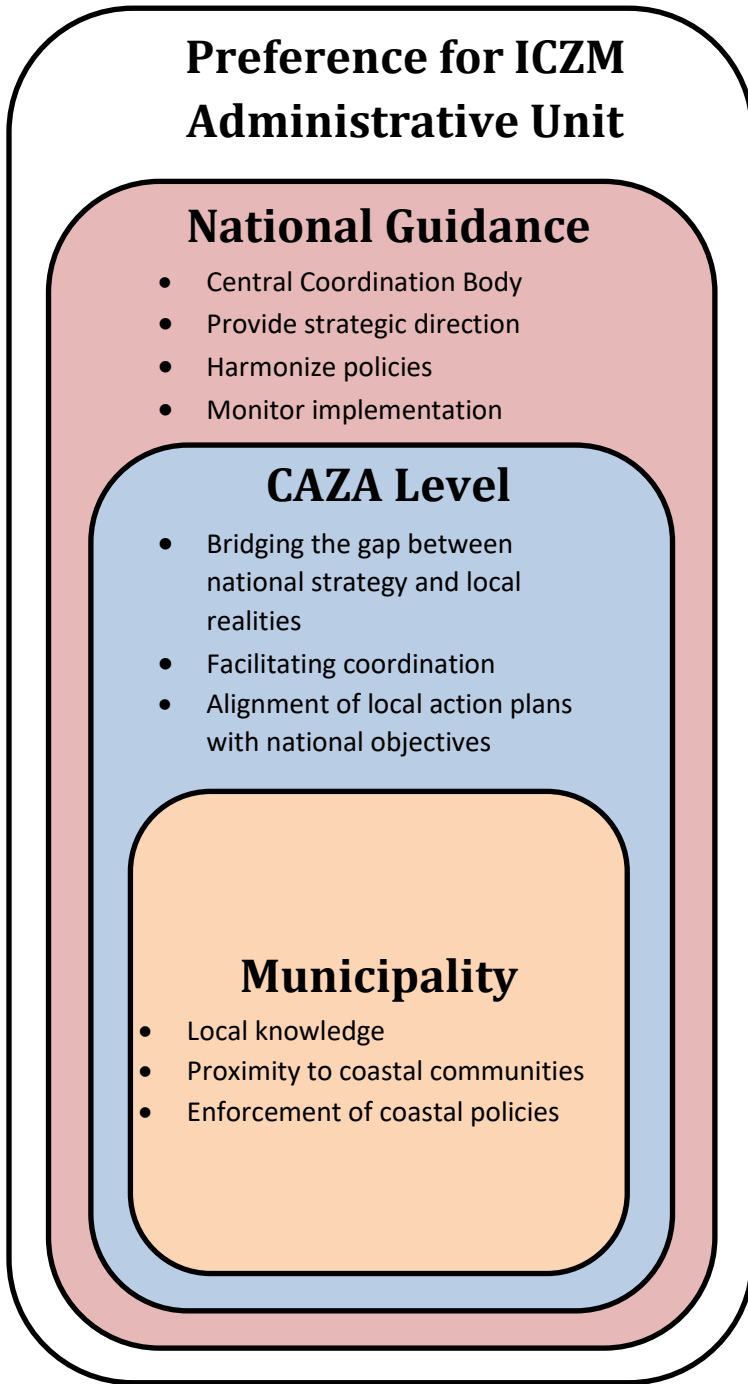 Preference for ICZM
Administrative Unit
National Guidance
• Central Coordination Body
• Provide strategic direction
• Harmonize policies
• Monitor implementation
CAZA Level
• Bridging the gap between
national strategy and local
realities
• Facilitating coordination
• Alignment of local action plans
with national objectives
Municipality
• Local knowledge
• Proximity to coastal communities
• Enforcement of coastal policies